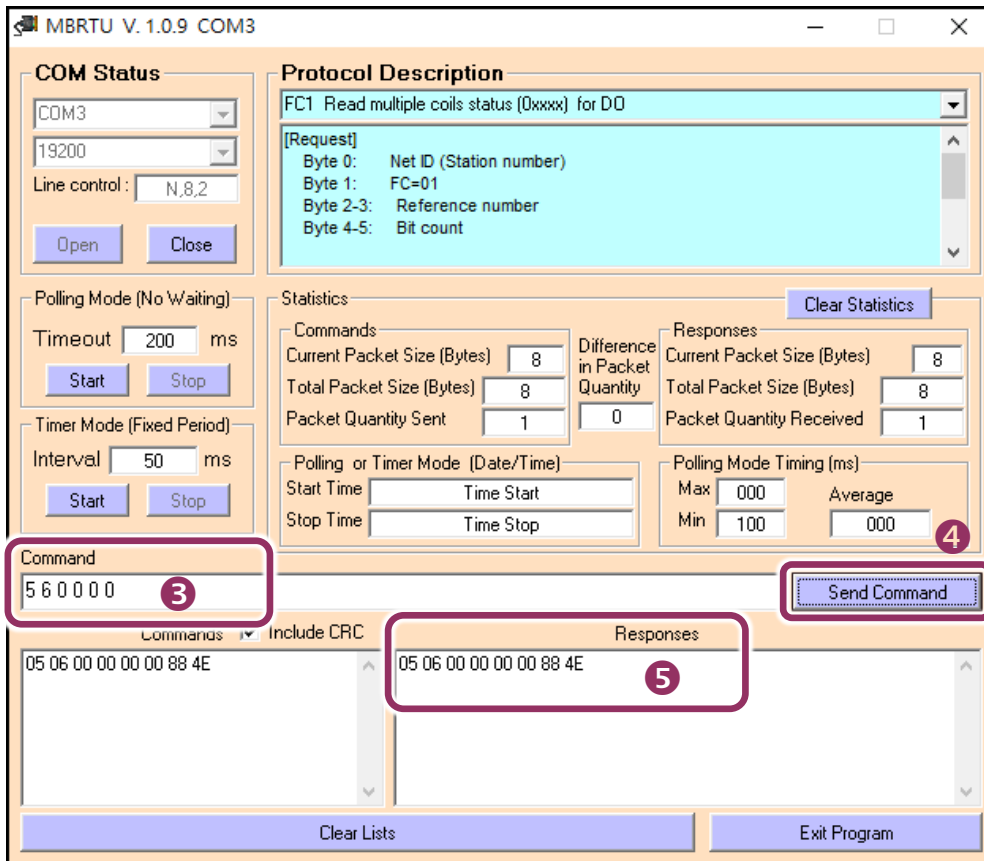 MBRTU V. 1.0.9 COM3
COM Status
COM3
19200
Line control : N,8,2
Open Close
Protocol Description
FC1 Read multiple coils status (0xxxx) for DO
[Request]
Byte 0: Net ID (Station number)
Byte 1: FC=01
Byte 2-3: Reference number
Byte 4-5: Bit count
Polling Mode (No Waiting)
Timeout 200 ms
Start Stop
Timer Mode (Fixed Period)
Interval 50 ms
Start Stop
Statistics
Clear Statistics
Commands
Current Packet Size (Bytes) 8
Total Packet Size (Bytes) 8
Packet Quantity Sent 1
Difference
in Packet
Quantity
0
Responses
Current Packet Size (Bytes) 8
Total Packet Size (Bytes) 8
Packet Quantity Received 1
Polling or Timer Mode (Date/Time)
Start Time Time Start
Stop Time Time Stop
Polling Mode Timing (ms)
Max 000
Min 100
Average
000
Command
5 6 0 0 0 0
3
4
Send Command
Commands Include CRC
05 06 00 00 00 00 88 4E
Responses
05 06 00 00 00 00 88 4E
5
Clear Lists
Exit Program